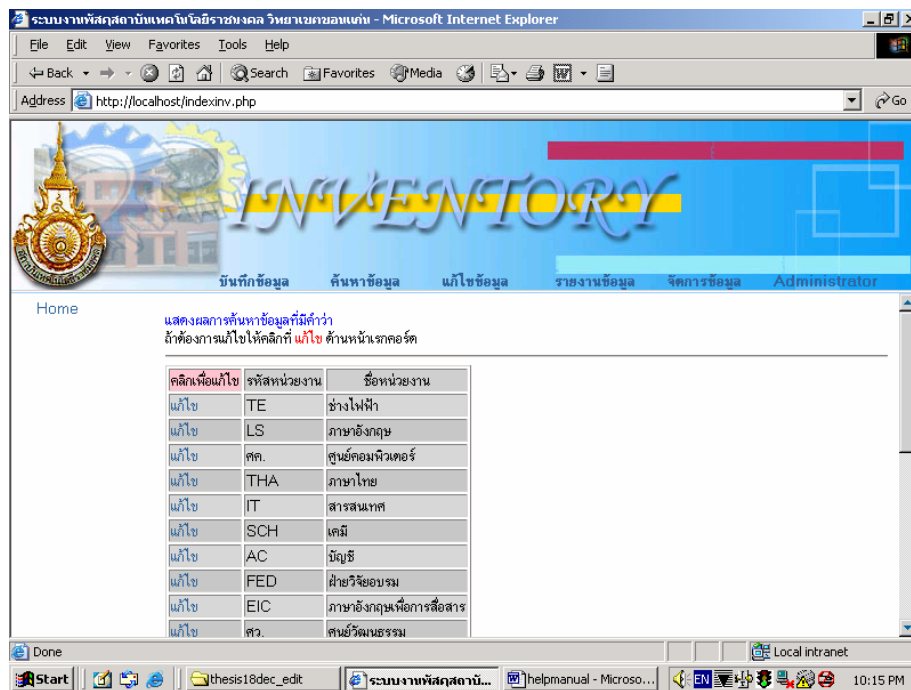 ระบบงานพัสดุสถาบันเทคโนโลยีราชมงคล วิทยาเขตขอนแก่น - Microsoft Internet Explorer
File Edit View Favorites Tools Help
Back Search Favorites Media
Address http://localhost/indexinv.php Go
INVENTORY
บันทึกข้อมูล ค้นหาข้อมูล แก้ไขข้อมูล รายงานข้อมูล จัดการข้อมูล Administrator
Home
แสดงผลการค้นหาข้อมูลที่มีคำว่า
ถ้าต้องการแก้ไขให้คลิกที่ แก้ไข ด้านหน้าเรกคอร์ด
คลิกเพื่อแก้ไข รหัสหน่วยงาน ชื่อหน่วยงาน
แก้ไข TE ช่างไฟฟ้า
แก้ไข LS ภาษาอังกฤษ
แก้ไข ศค. ศูนย์คอมพิวเตอร์
แก้ไข THA ภาษาไทย
แก้ไข IT สารสนเทศ
แก้ไข SCH เคมี
แก้ไข AC บัญชี
แก้ไข FED ฝ่ายวิจัยอบรม
แก้ไข EIC ภาษาอังกฤษเพื่อการสื่อสาร
แก้ไข ศว. ศูนย์วัฒนธรรม
Done Local intranet
Start thesis18dec_edit ระบบงานพัสดุสถาบั... helpmanual - Microso... EN 10:15 PM